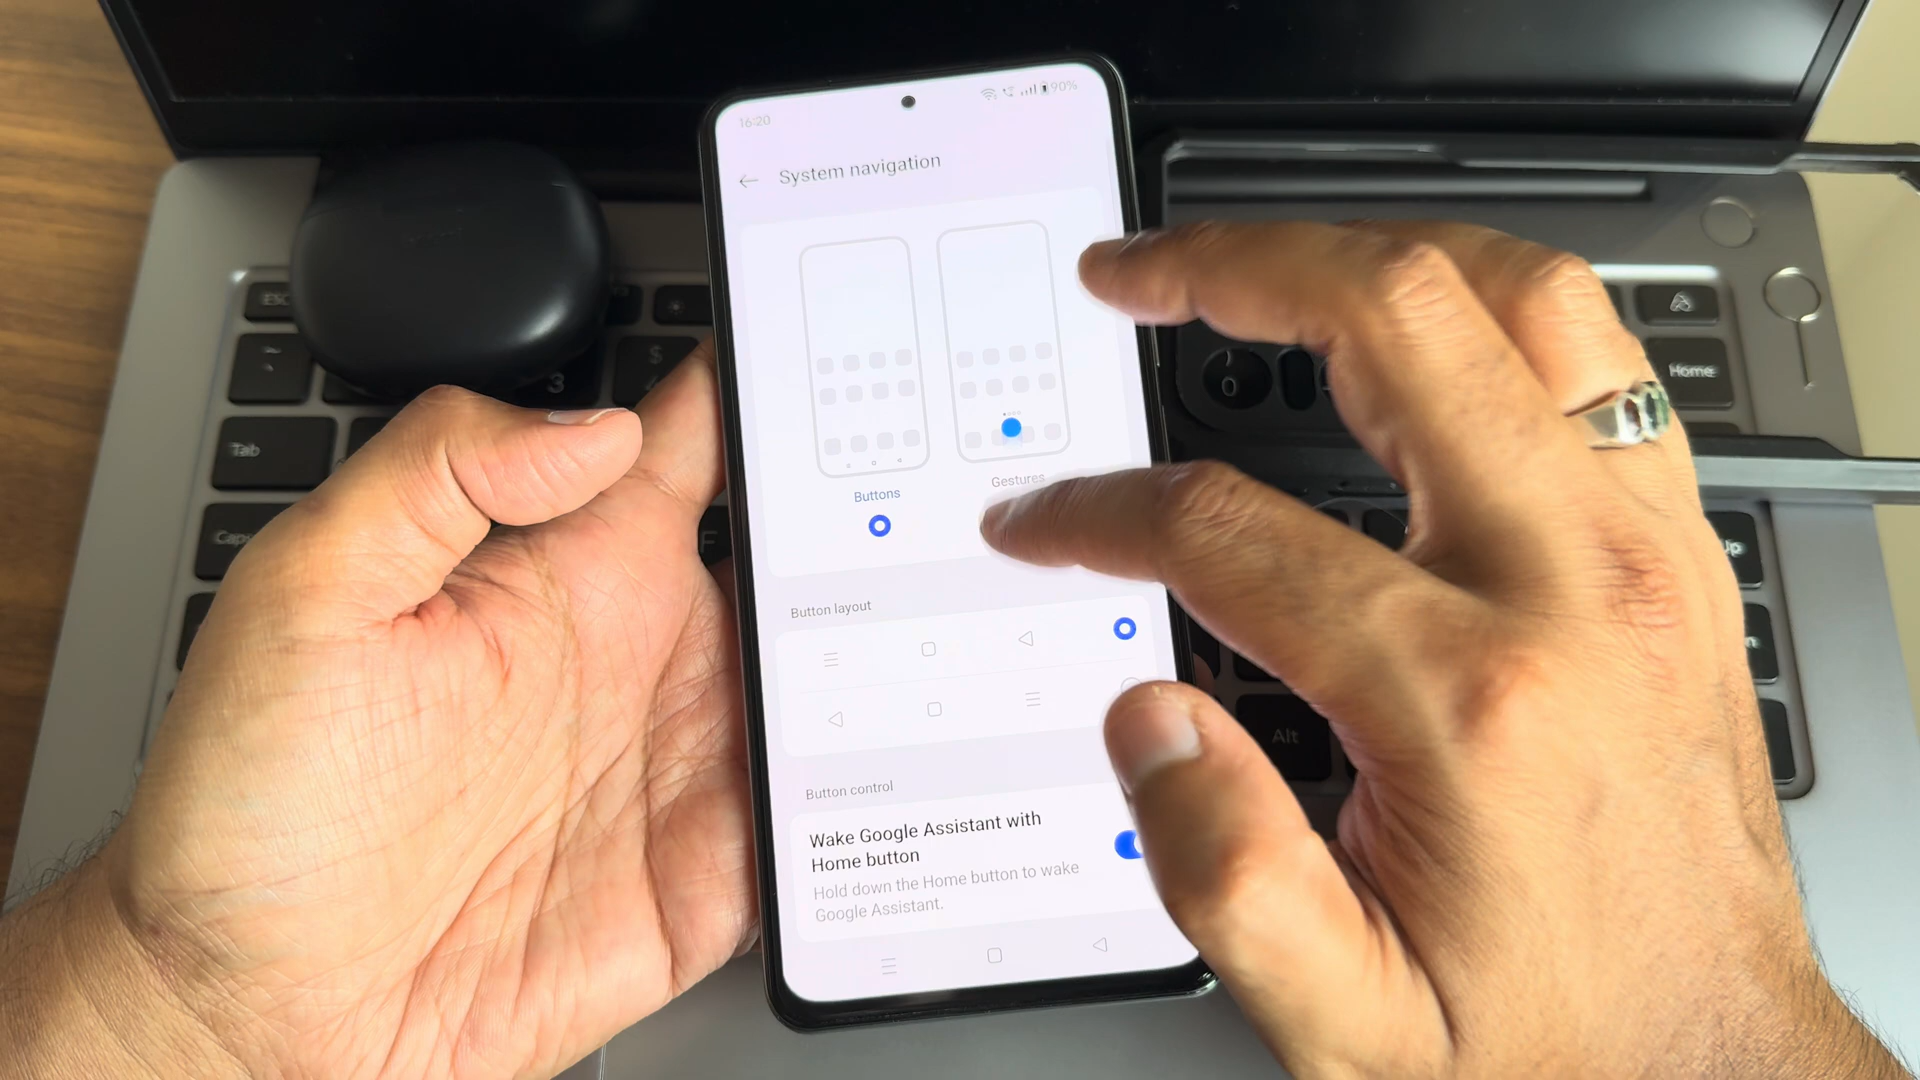 16:20
90%
System navigation
Buttons
Gestures
Button layout
Button control
Wake Google Assistant with
Home button
Hold down the Home button to wake
Google Assistant.
ESC
$
3
Tab
Caps
F
Home
Alt